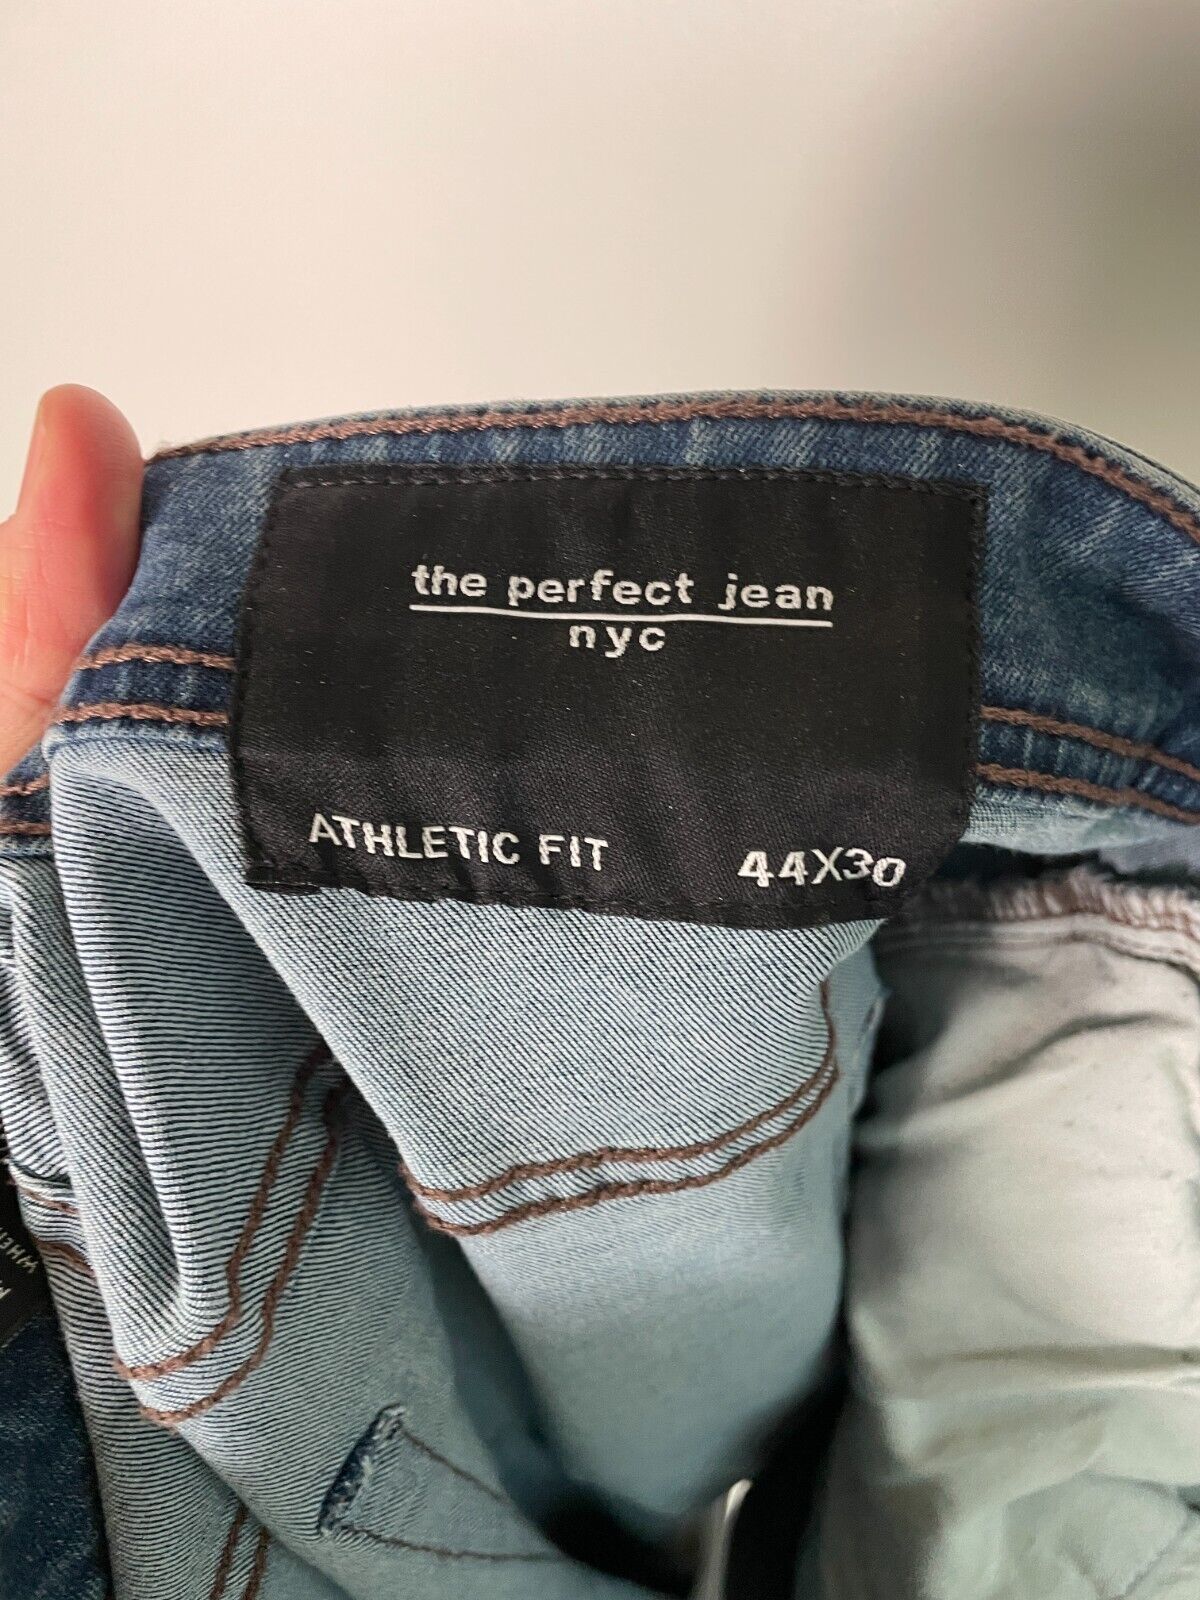 the perfect jean
nyc
ATHLETIC FIT 44X30